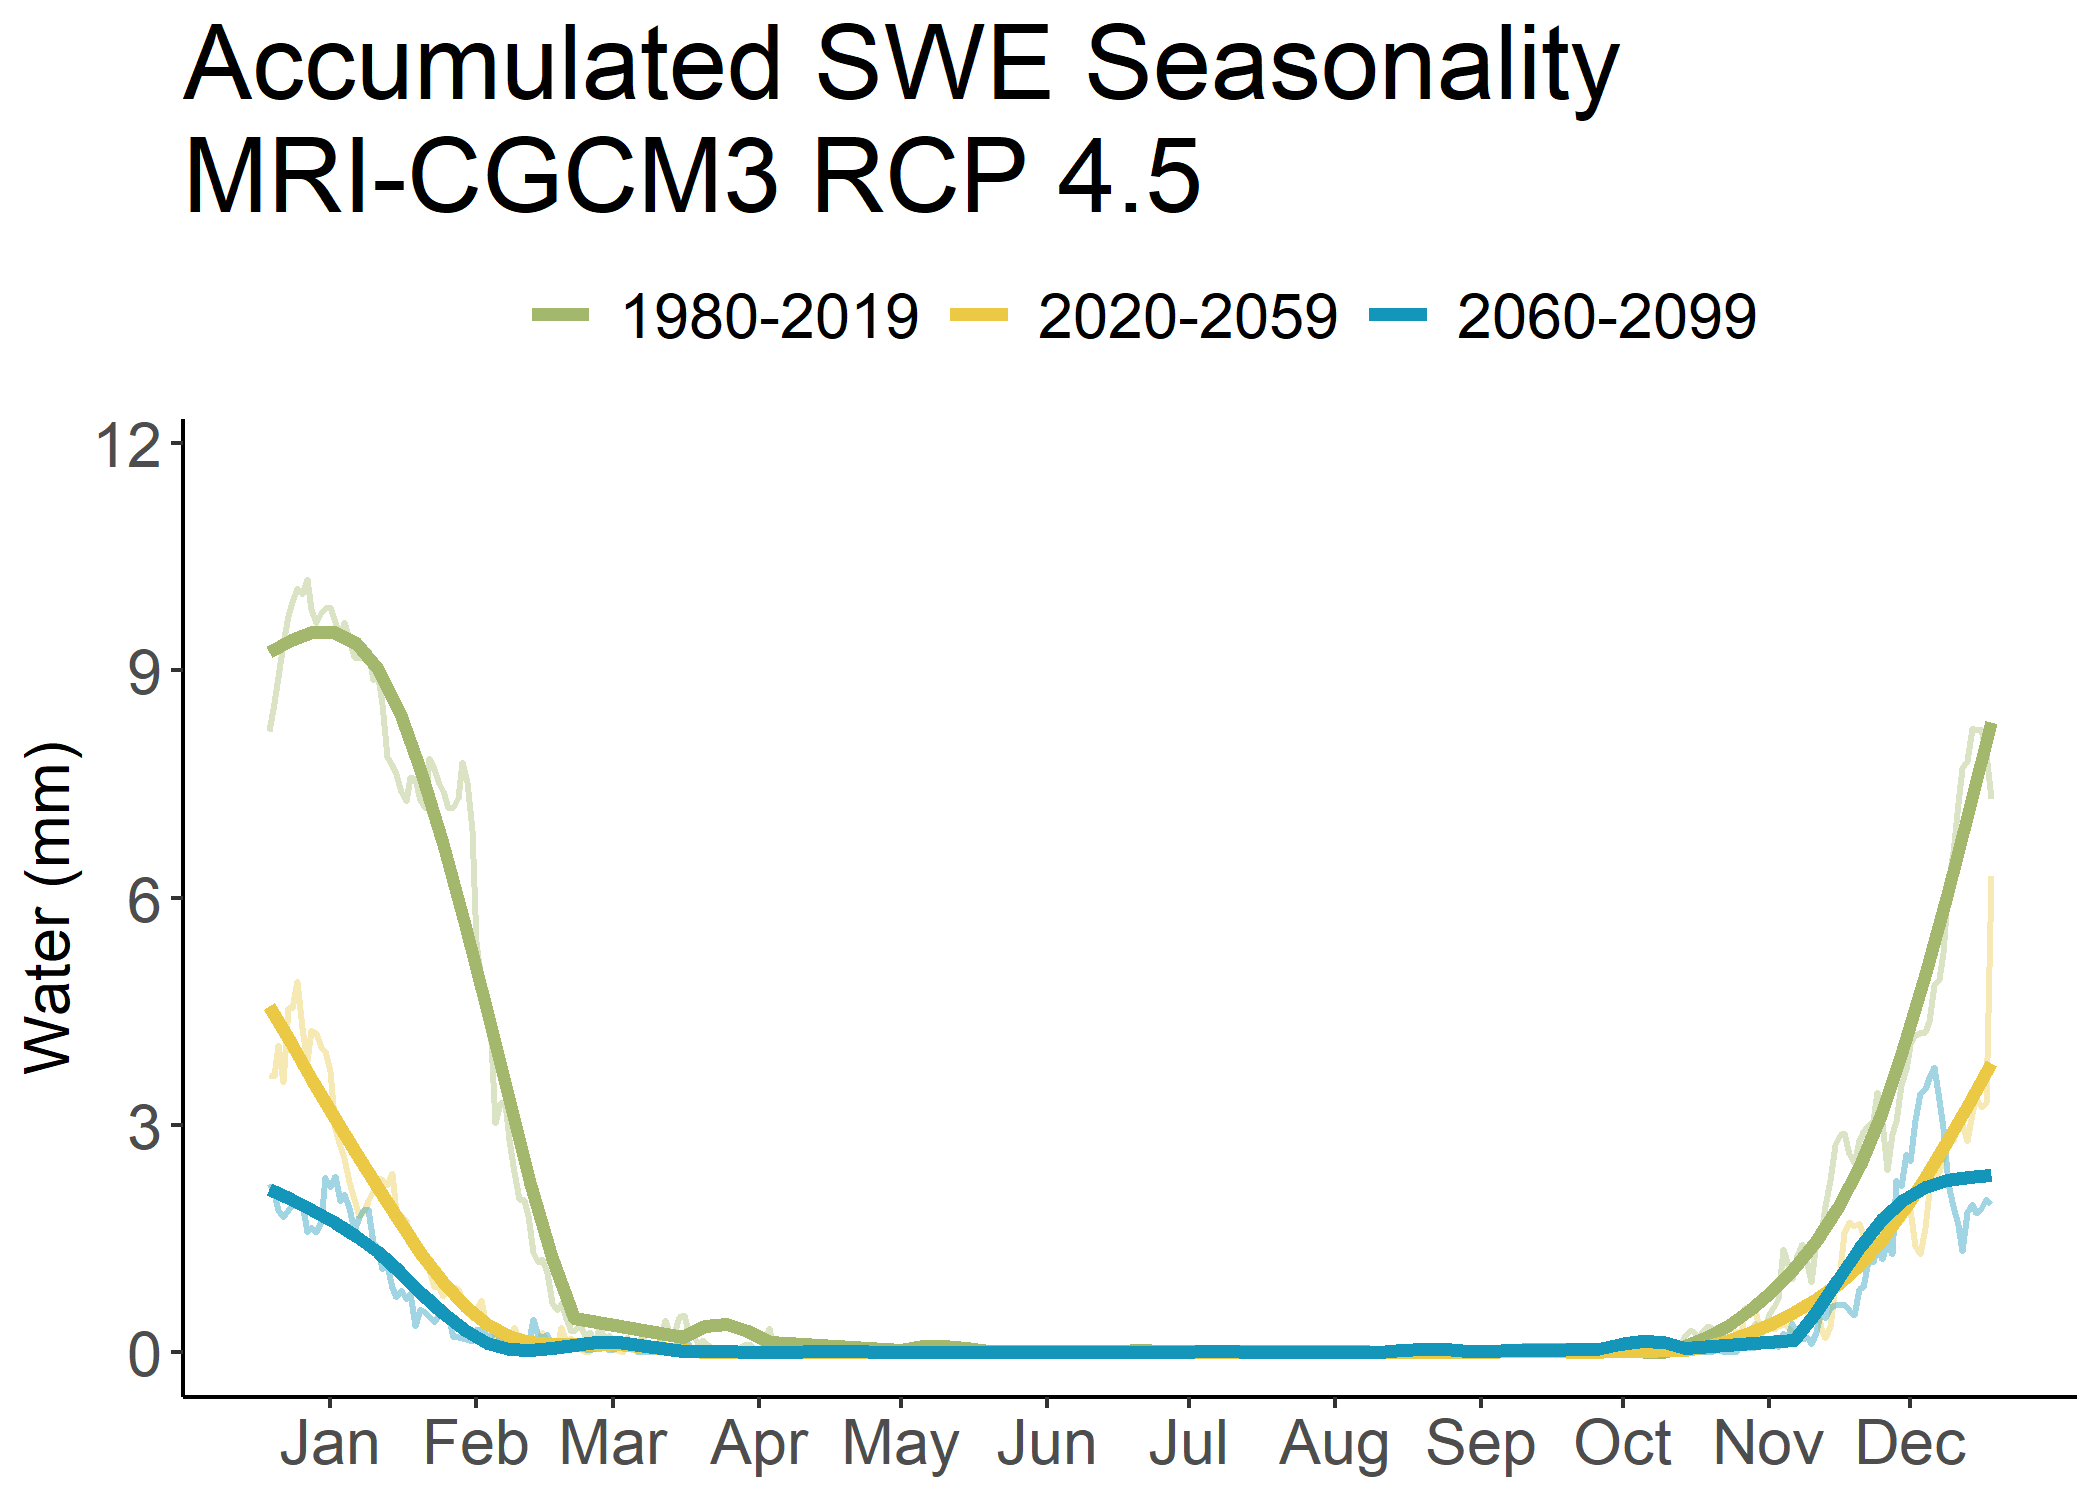 Accumulated SWE Seasonality
MRI-CGCM3 RCP 4.5
1980-2019 2020-2059 2060-2099
Water (mm)
12
9
6
3
0
Jan Feb Mar Apr May Jun Jul Aug Sep Oct Nov Dec